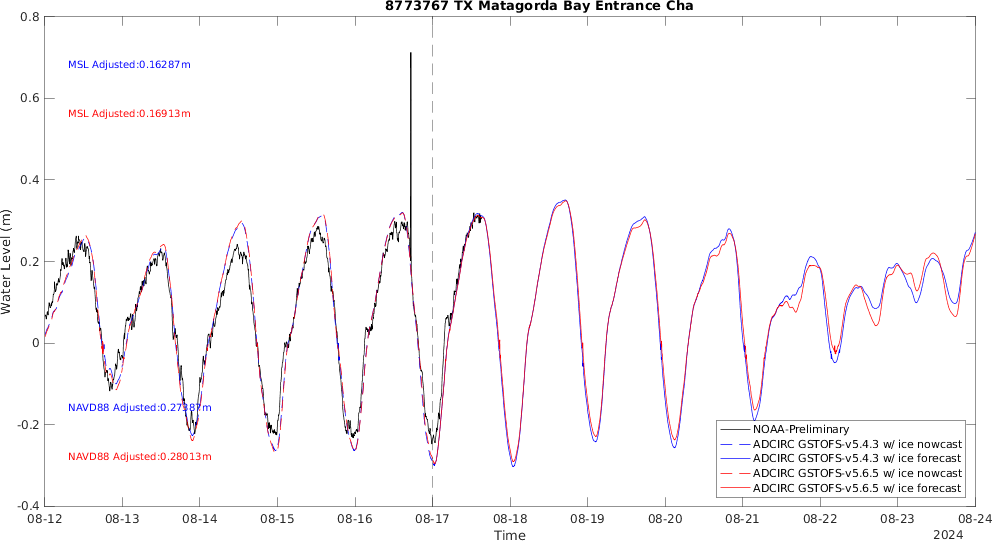 8773767 TX Matagorda Bay Entrance Cha
0.8
0.6
0.4
0.2
0
-0.2
-0.4
Water Level (m)
MSL Adjusted:0.16287m
MSL Adjusted:0.16913m
NAVD88 Adjusted:0.27387m
NAVD88 Adjusted:0.28013m
NOAA-Preliminary
ADCIRC GSTOFS-v5.4.3 w/ ice nowcast
ADCIRC GSTOFS-v5.4.3 w/ ice forecast
ADCIRC GSTOFS-v5.6.5 w/ ice nowcast
ADCIRC GSTOFS-v5.6.5 w/ ice forecast
08-12 08-13 08-14 08-15 08-16 08-17 08-18 08-19 08-20 08-21 08-22 08-23 08-24
Time
2024